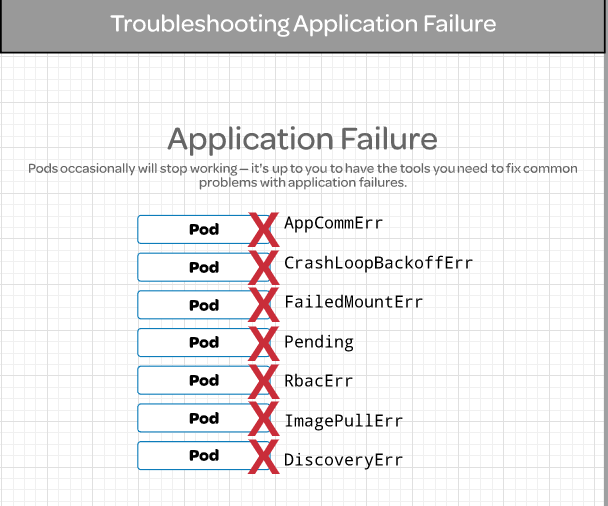 Troubleshooting Application Failure
Application Failure
Pods occasionally will stop working – it's up to you to have the tools you need to fix common
problems with application failures.
Pod X AppCommErr
Pod X CrashLoopBackoffErr
Pod X FailedMountErr
Pod X Pending
Pod X RbacErr
Pod X ImagePullErr
Pod X DiscoveryErr